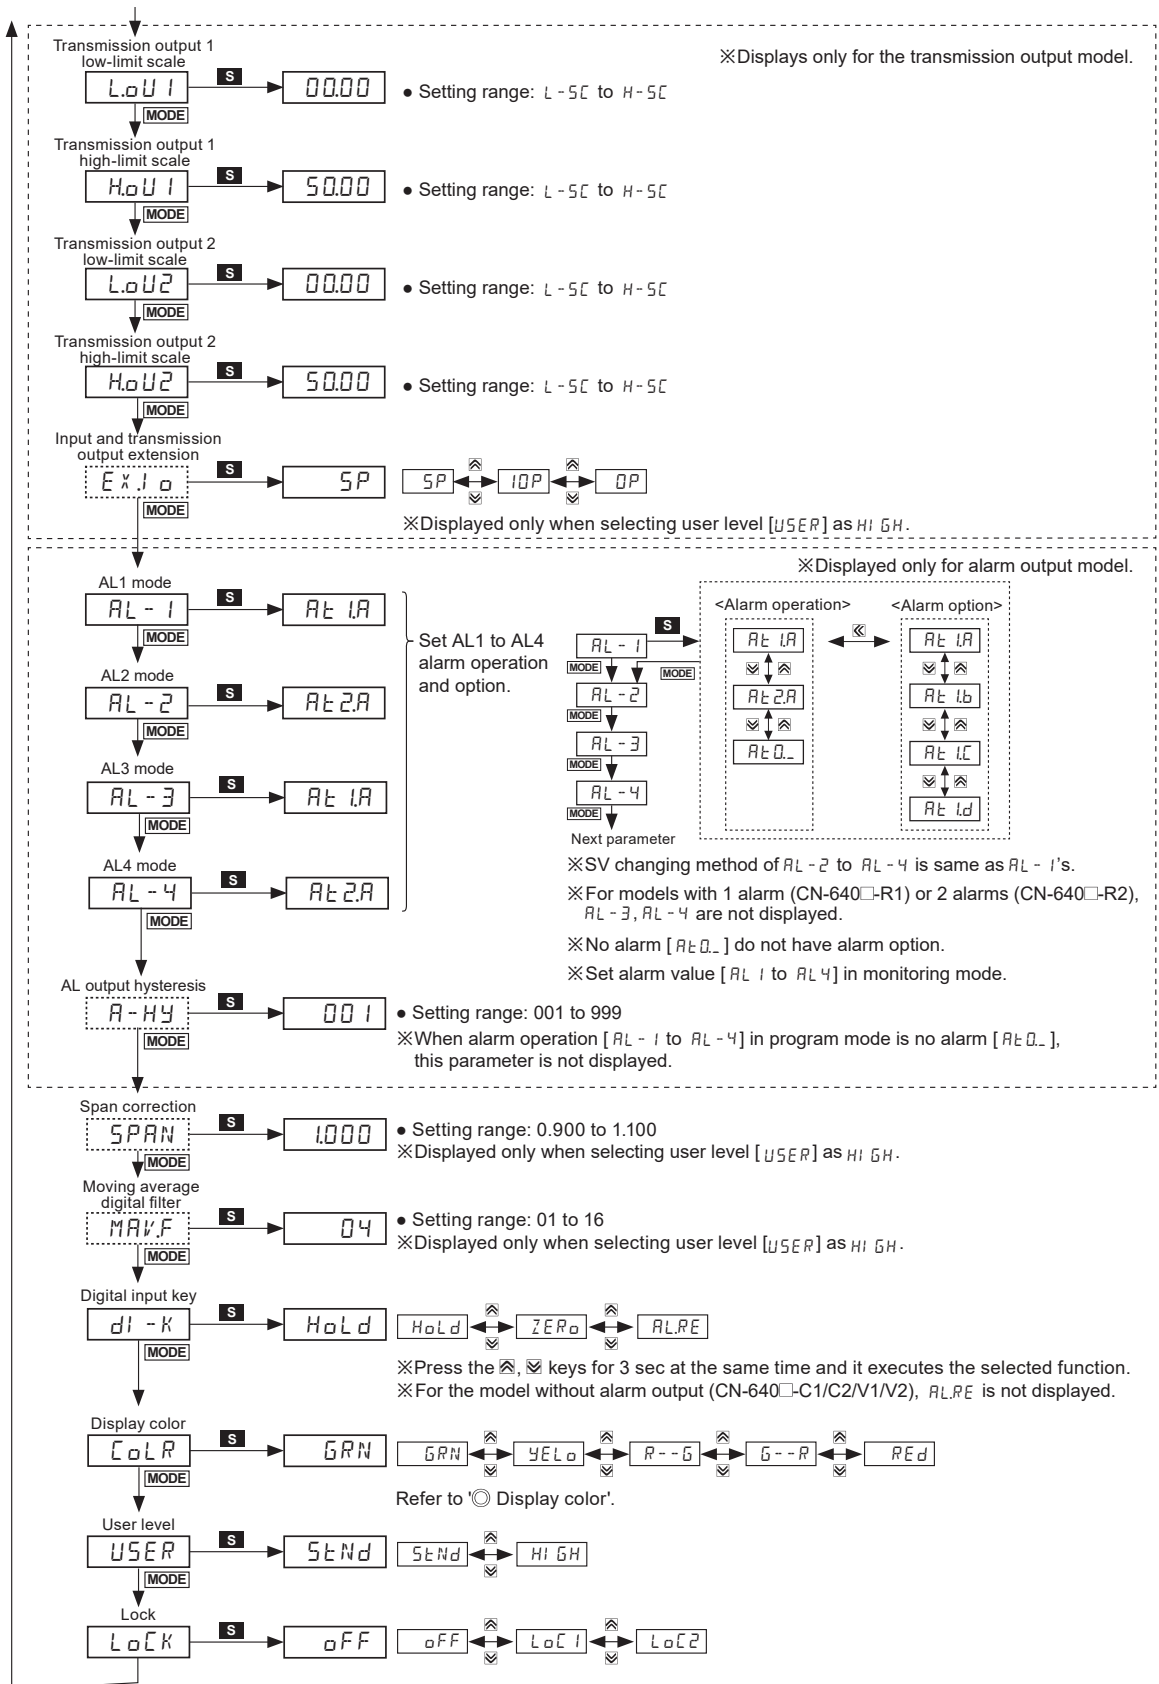 Transmission output 1
low-limit scale
※Displays only for the transmission output model.
L.oU1
S
00.00
● Setting range: L-SC to H-SC
MODE
Transmission output 1
high-limit scale
H.oU1
S
50.00
● Setting range: L-SC to H-SC
MODE
Transmission output 2
low-limit scale
L.oU2
S
00.00
● Setting range: L-SC to H-SC
MODE
Transmission output 2
high-limit scale
H.oU2
S
50.00
● Setting range: L-SC to H-SC
MODE
Input and transmission
output extension
EX.Io
S
5P
5P
10P
0P
MODE
※Displayed only when selecting user level [USER] as HIGH.
※Displayed only for alarm output model.
AL1 mode
AL-1
S
At1.A
MODE
AL2 mode
AL-2
S
At2.A
MODE
AL3 mode
AL-3
S
At1.A
MODE
AL4 mode
AL-4
S
At2.A
MODE
Set AL1 to AL4
alarm operation
and option.
AL-1
S
MODE
MODE
AL-2
MODE
AL-3
MODE
AL-4
MODE
Next parameter
<Alarm operation>
At1.A
At2.A
At0._
<Alarm option>
At1.A
At1.b
At1.C
At1.d
※SV changing method of AL-2 to AL-4 is same as AL-1's.
※For models with 1 alarm (CN-640□-R1) or 2 alarms (CN-640□-R2),
AL-3, AL-4 are not displayed.
※No alarm [At0._] do not have alarm option.
※Set alarm value [AL1 to AL4] in monitoring mode.
AL output hysteresis
A-HY
S
001
● Setting range: 001 to 999
MODE
※When alarm operation [AL-1 to AL-4] in program mode is no alarm [At0._],
this parameter is not displayed.
Span correction
SPAN
S
1.000
● Setting range: 0.900 to 1.100
※Displayed only when selecting user level [USER] as HIGH.
MODE
Moving average
digital filter
MAV.F
S
04
● Setting range: 01 to 16
※Displayed only when selecting user level [USER] as HIGH.
MODE
Digital input key
dI-K
S
HoLd
HoLd
ZERo
AL.RE
MODE
※Press the ︽, ︾ keys for 3 sec at the same time and it executes the selected function.
※For the model without alarm output (CN-640□-C1/C2/V1/V2), AL.RE is not displayed.
Display color
CoLR
S
GRN
GRN
YELo
R--G
G--R
REd
MODE
Refer to '◎ Display color'.
User level
USER
S
StNd
StNd
HIGH
MODE
Lock
LoCK
S
oFF
oFF
LoC1
LoC2